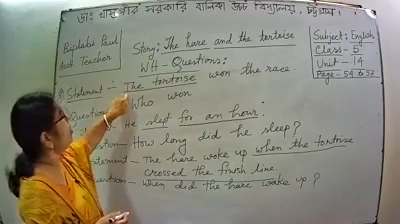 ডাঃ খাস্তগীর সরকারি বালিকা উচ্চ বিদ্যালয়, চট্টগ্রাম।
Biplabi Paul
Asst. Teacher
Story: The hare and the tortoise
WH-Questions:
Subject: English
Class-5
Unit-14
Page-54 to 57
Statement: The tortoise won the race.
Question Who won
He slept for an hour.
Question- How long did he sleep?
Statement- The hare woke up when the tortoise
crossed the finish line.
Question- When did the hare wake up?